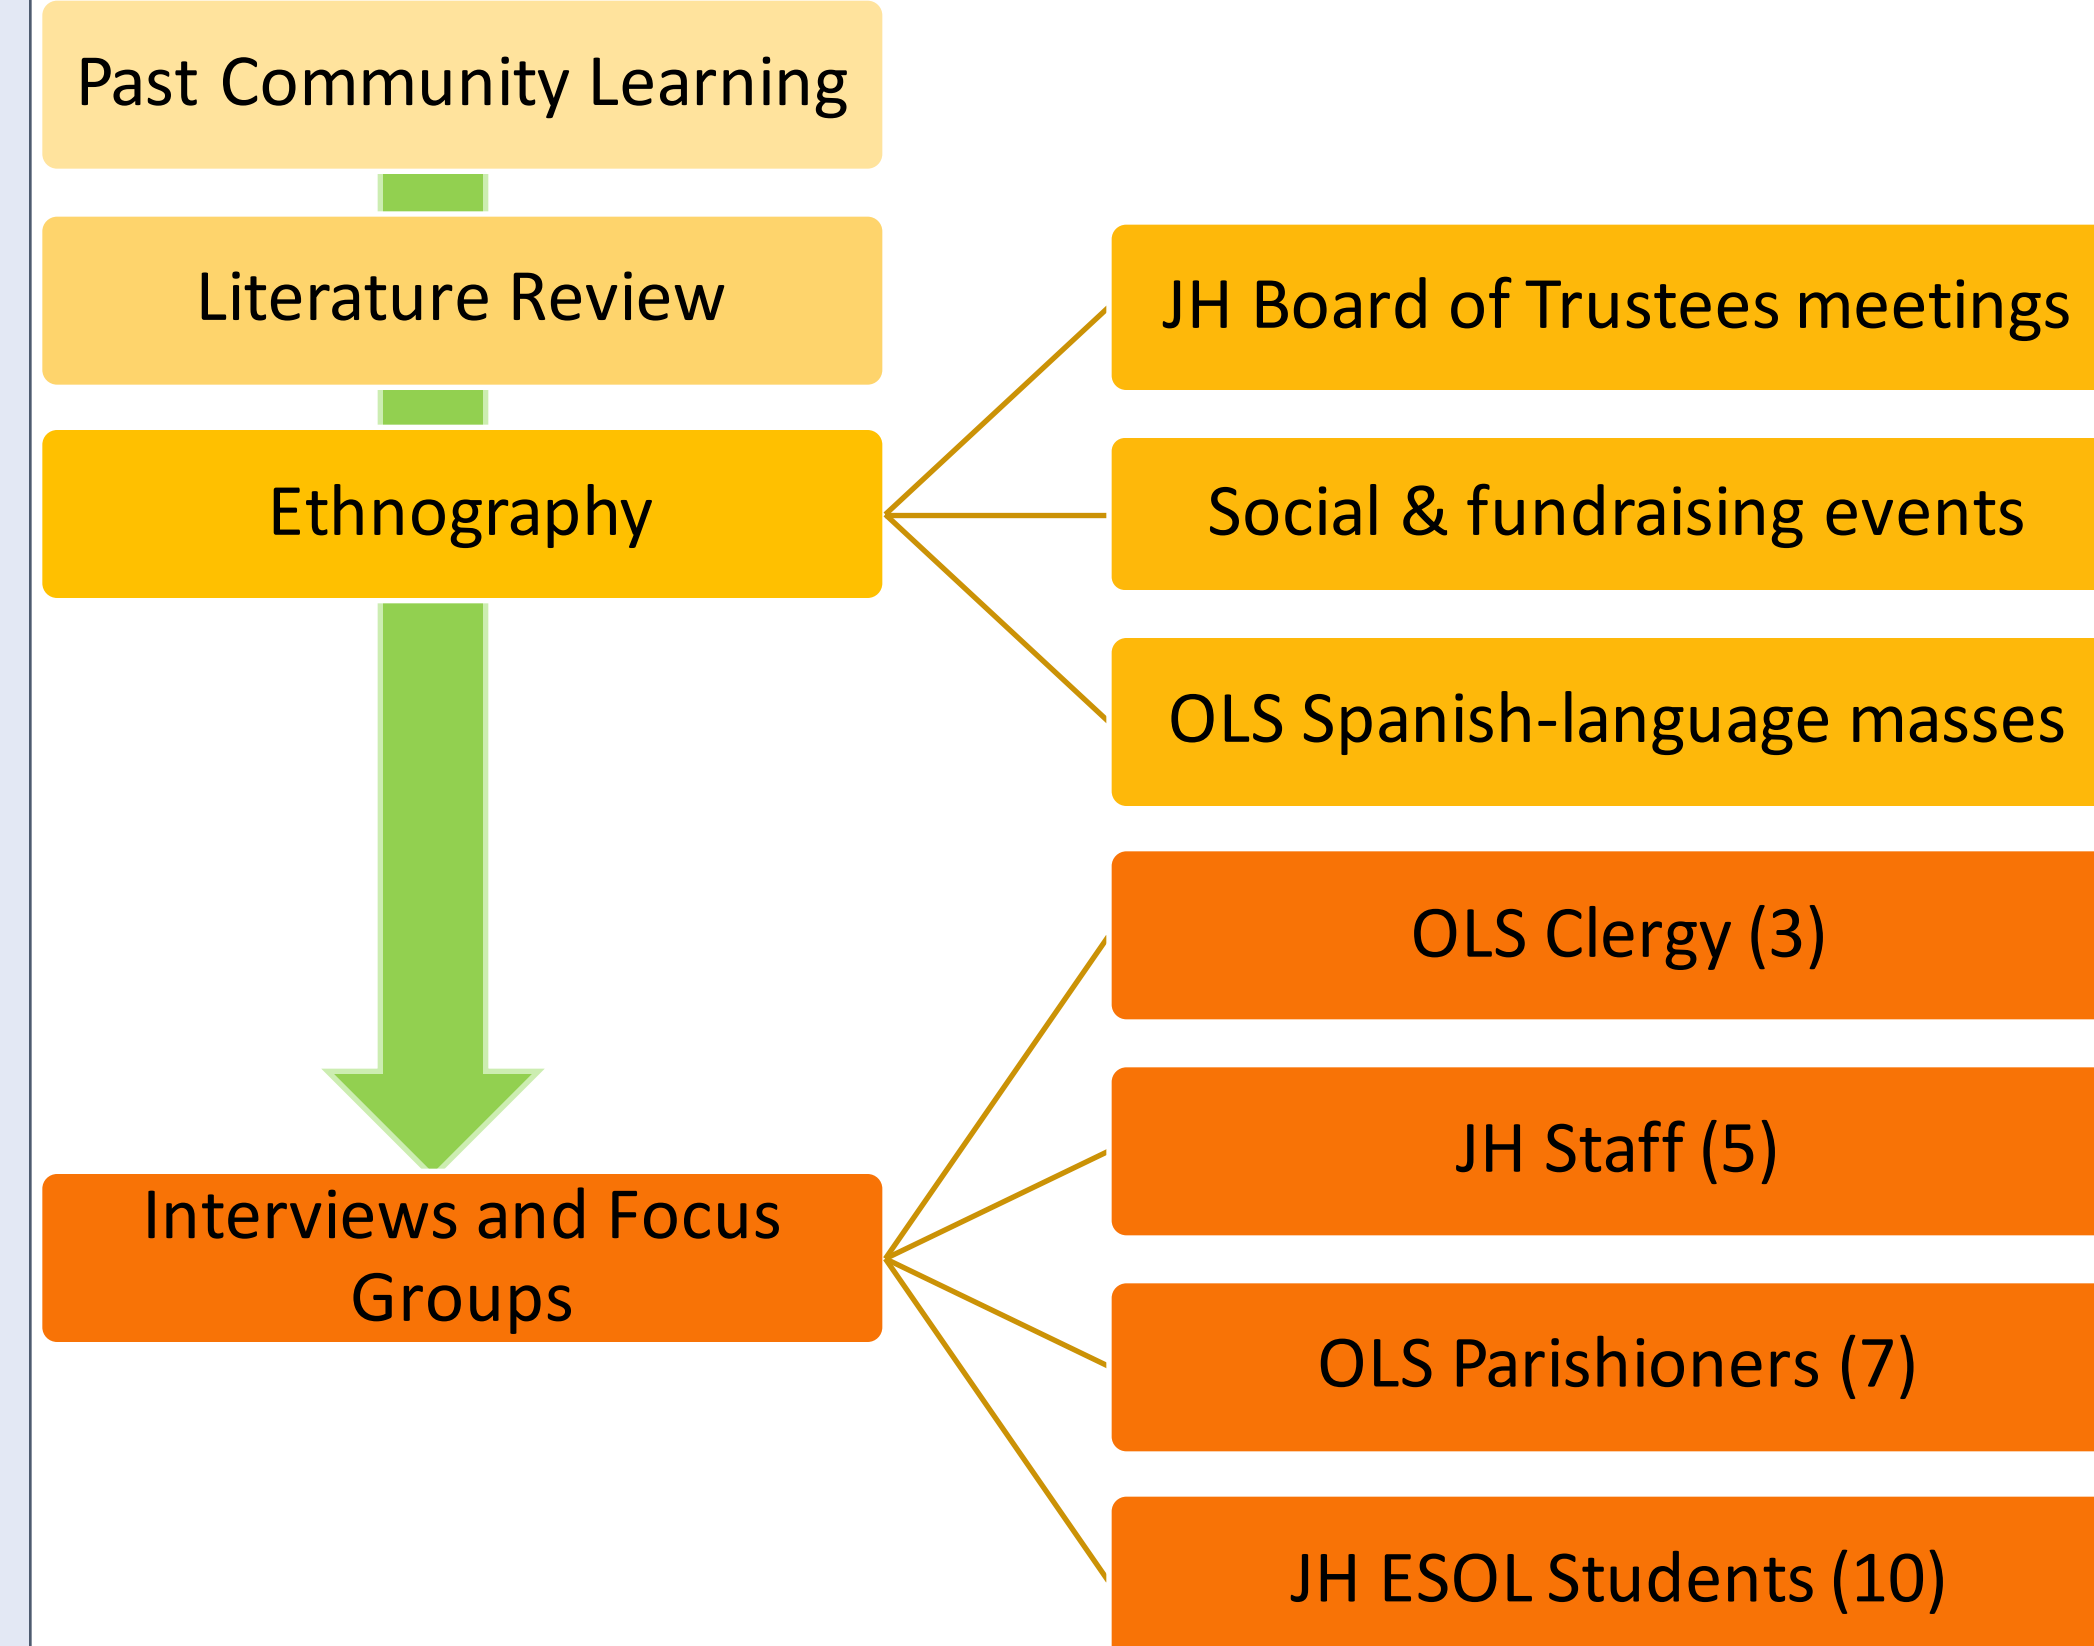 Past Community Learning
Literature Review
Ethnography
JH Board of Trustees meetings
Social & fundraising events
OLS Spanish-language masses
Interviews and Focus
Groups
OLS Clergy (3)
JH Staff (5)
OLS Parishioners (7)
JH ESOL Students (10)